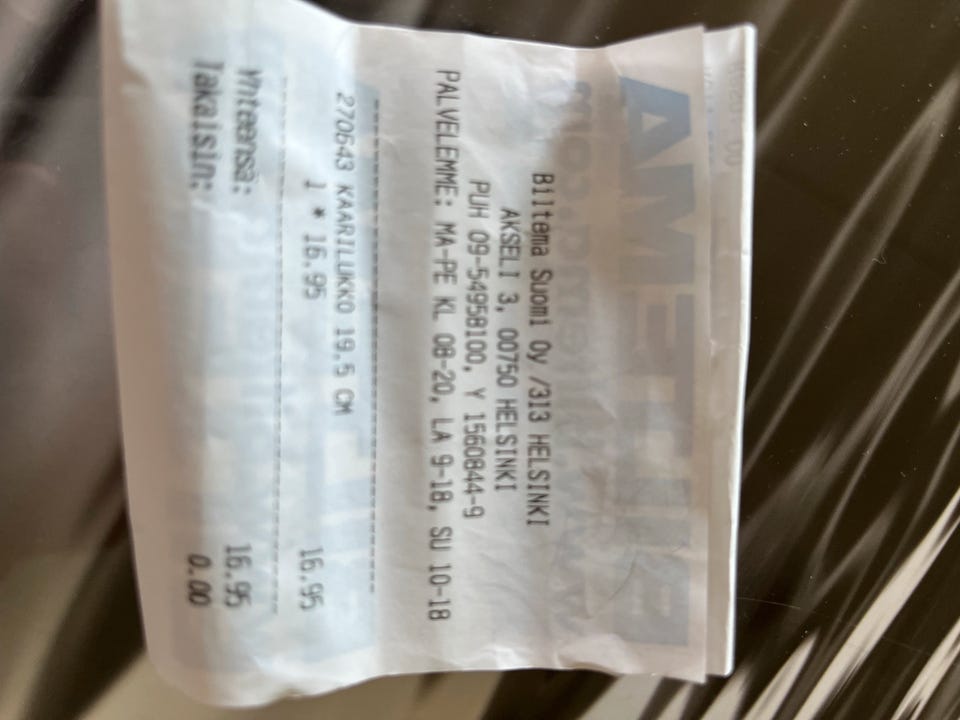 Biltema Suomi Oy /313 HELSINKI
AKSELI 3, 00750 HELSINKI
PUH 09-54958100, Y 1560844-9
PALVELEMME: MA-PE KL 08-20, LA 9-18, SU 10-18
270643 KAARILUKKO 19.5 CM
1 * 16.95 16.95
Yhteensä: 16.95
Takaisin: 0.00